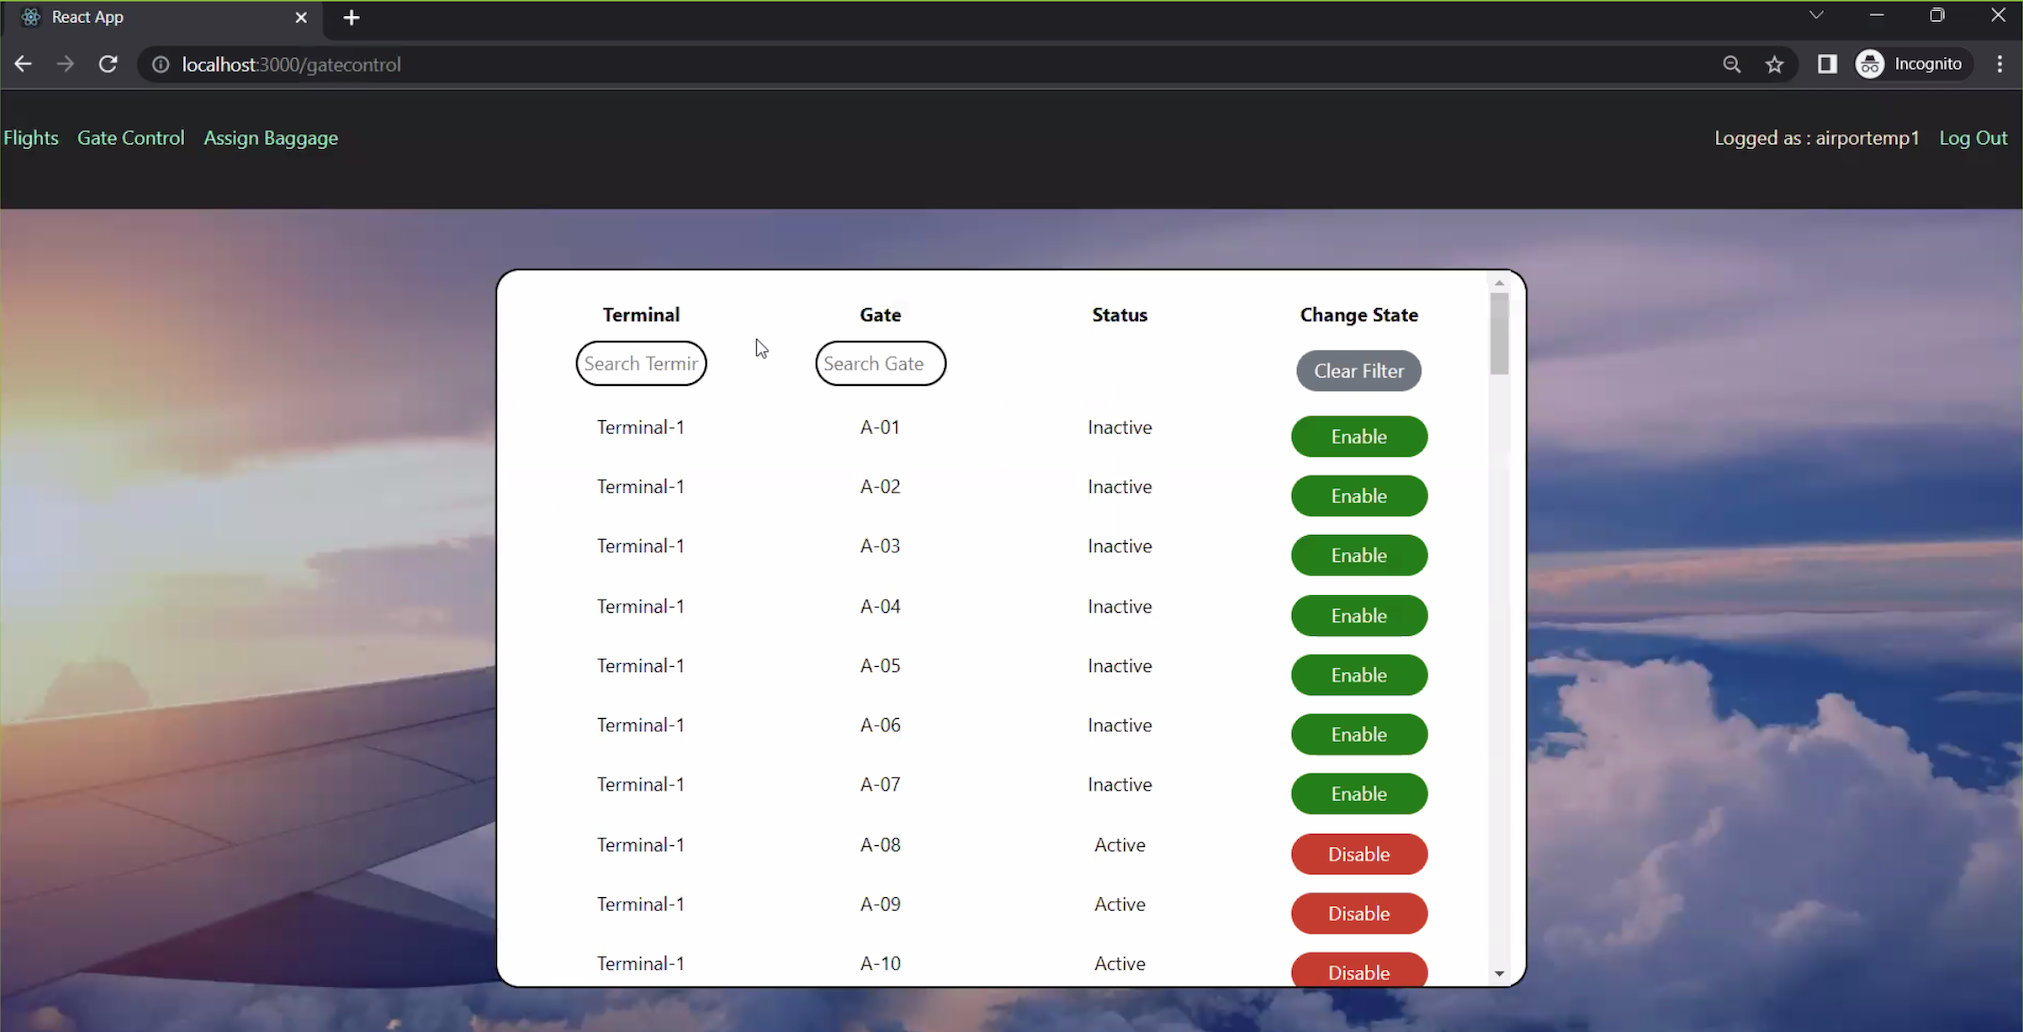 React App
localhost:3000/gatecontrol
Incognito
Flights Gate Control Assign Baggage Logged as : airportemp1 Log Out
Terminal Gate Status Change State
Search Termir Search Gate Clear Filter
Terminal-1 A-01 Inactive Enable
Terminal-1 A-02 Inactive Enable
Terminal-1 A-03 Inactive Enable
Terminal-1 A-04 Inactive Enable
Terminal-1 A-05 Inactive Enable
Terminal-1 A-06 Inactive Enable
Terminal-1 A-07 Inactive Enable
Terminal-1 A-08 Active Disable
Terminal-1 A-09 Active Disable
Terminal-1 A-10 Active Disable